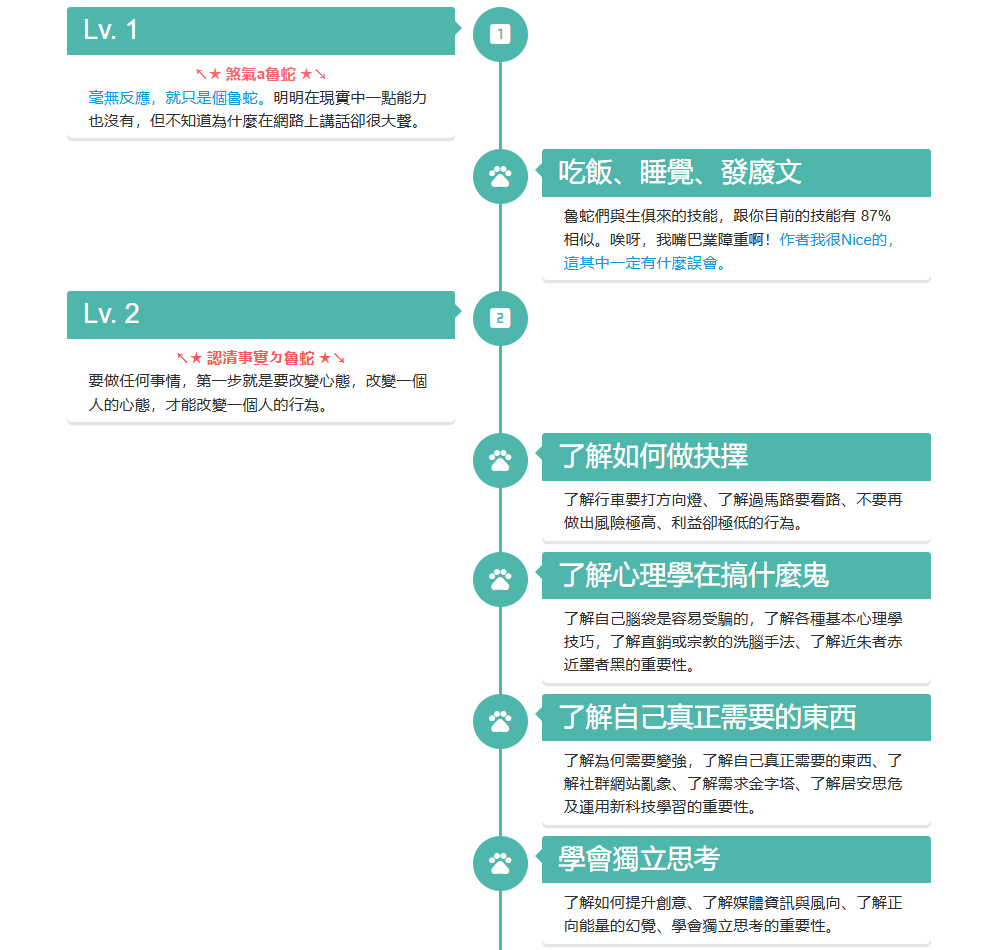 Lv. 1
1
↖★ 煞氣a魯蛇 ★↘
毫無反應，就只是個魯蛇。明明在現實中一點能力
也沒有，但不知道為什麼在網路上講話卻很大聲。
吃飯、睡覺、發廢文
魯蛇們與生俱來的技能，跟你目前的技能有 87%
相似。唉呀，我嘴巴業障重啊！作者我很Nice的，
這其中一定有什麼誤會。
Lv. 2
2
↖★ 認清事實ㄉ魯蛇 ★↘
要做任何事情，第一步就是要改變心態，改變一個
人的心態，才能改變一個人的行為。
了解如何做抉擇
了解行車要打方向燈、了解過馬路要看路、不要再
做出風險極高、利益卻極低的行為。
了解心理學在搞什麼鬼
了解自己腦袋是容易受騙的，了解各種基本心理學
技巧，了解直銷或宗教的洗腦手法、了解近朱者赤
近墨者黑的重要性。
了解自己真正需要的東西
了解為何需要變強，了解自己真正需要的東西、了
解社群網站亂象、了解需求金字塔、了解居安思危
及運用新科技學習的重要性。
學會獨立思考
了解如何提升創意、了解媒體資訊與風向、了解正
向能量的幻覺、學會獨立思考的重要性。